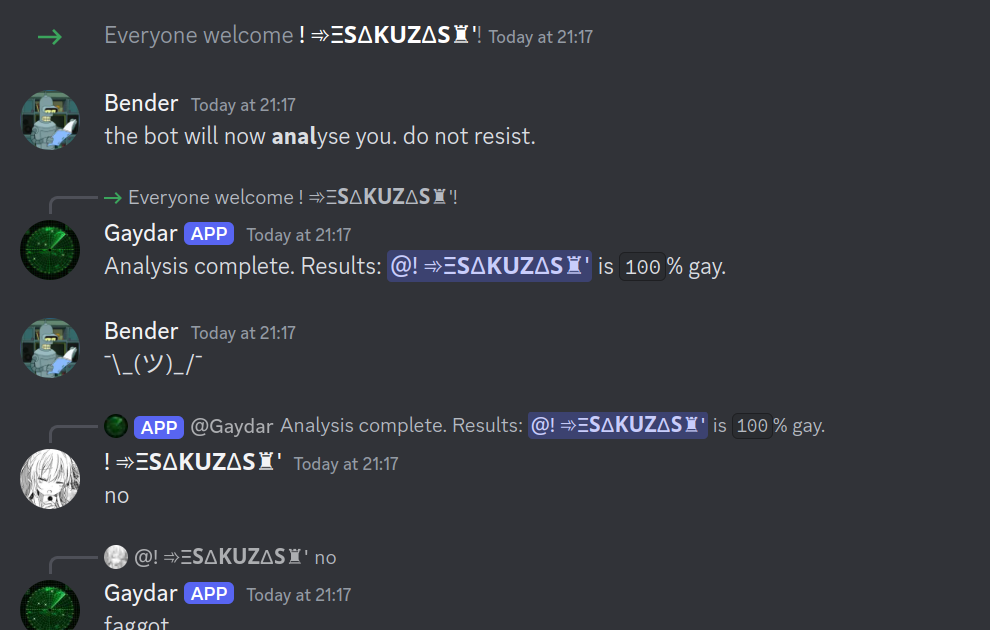 Everyone welcome ! ➾ΞSΔKUZΔS♜'! Today at 21:17
Bender Today at 21:17
the bot will now analyse you. do not resist.
Everyone welcome ! ➾ΞSΔKUZΔS♜'!
Gaydar APP Today at 21:17
Analysis complete. Results: @! ➾ΞSΔKUZΔS♜' is 100% gay.
Bender Today at 21:17
¯\_(ツ)_/¯
APP @Gaydar Analysis complete. Results: @! ➾ΞSΔKUZΔS♜' is 100% gay.
! ➾ΞSΔKUZΔS♜' Today at 21:17
no
@! ➾ΞSΔKUZΔS♜' no
Gaydar APP Today at 21:17
faggot